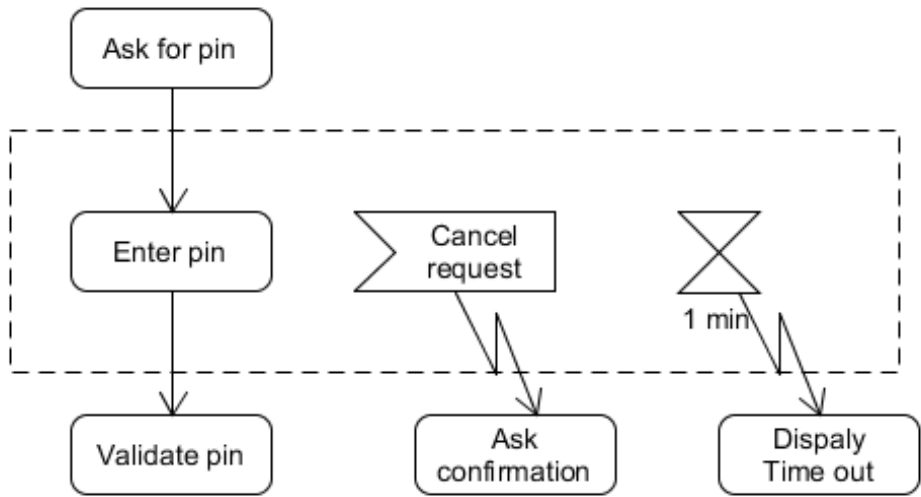 Ask for pin
Enter pin
Cancel
request
1 min
Validate pin
Ask
confirmation
Dispaly
Time out